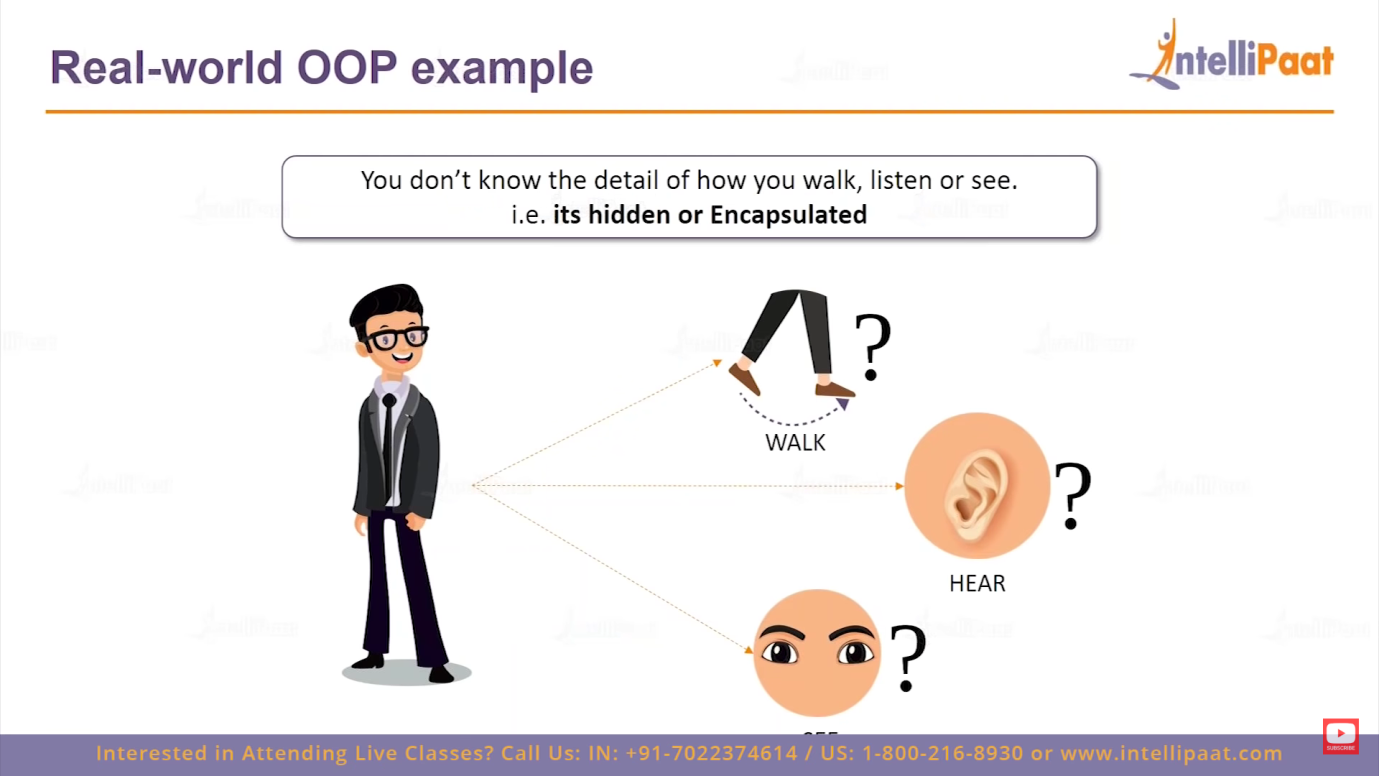 Real-world OOP example
IntelliPaat
You don't know the detail of how you walk, listen or see.
i.e. its hidden or Encapsulated
?
WALK
?
HEAR
?
Interested in Attending Live Classes? Call Us: IN: +91-7022374614 / US: 1-800-216-8930 or www.intellipaat.com
SUBSCRIBE